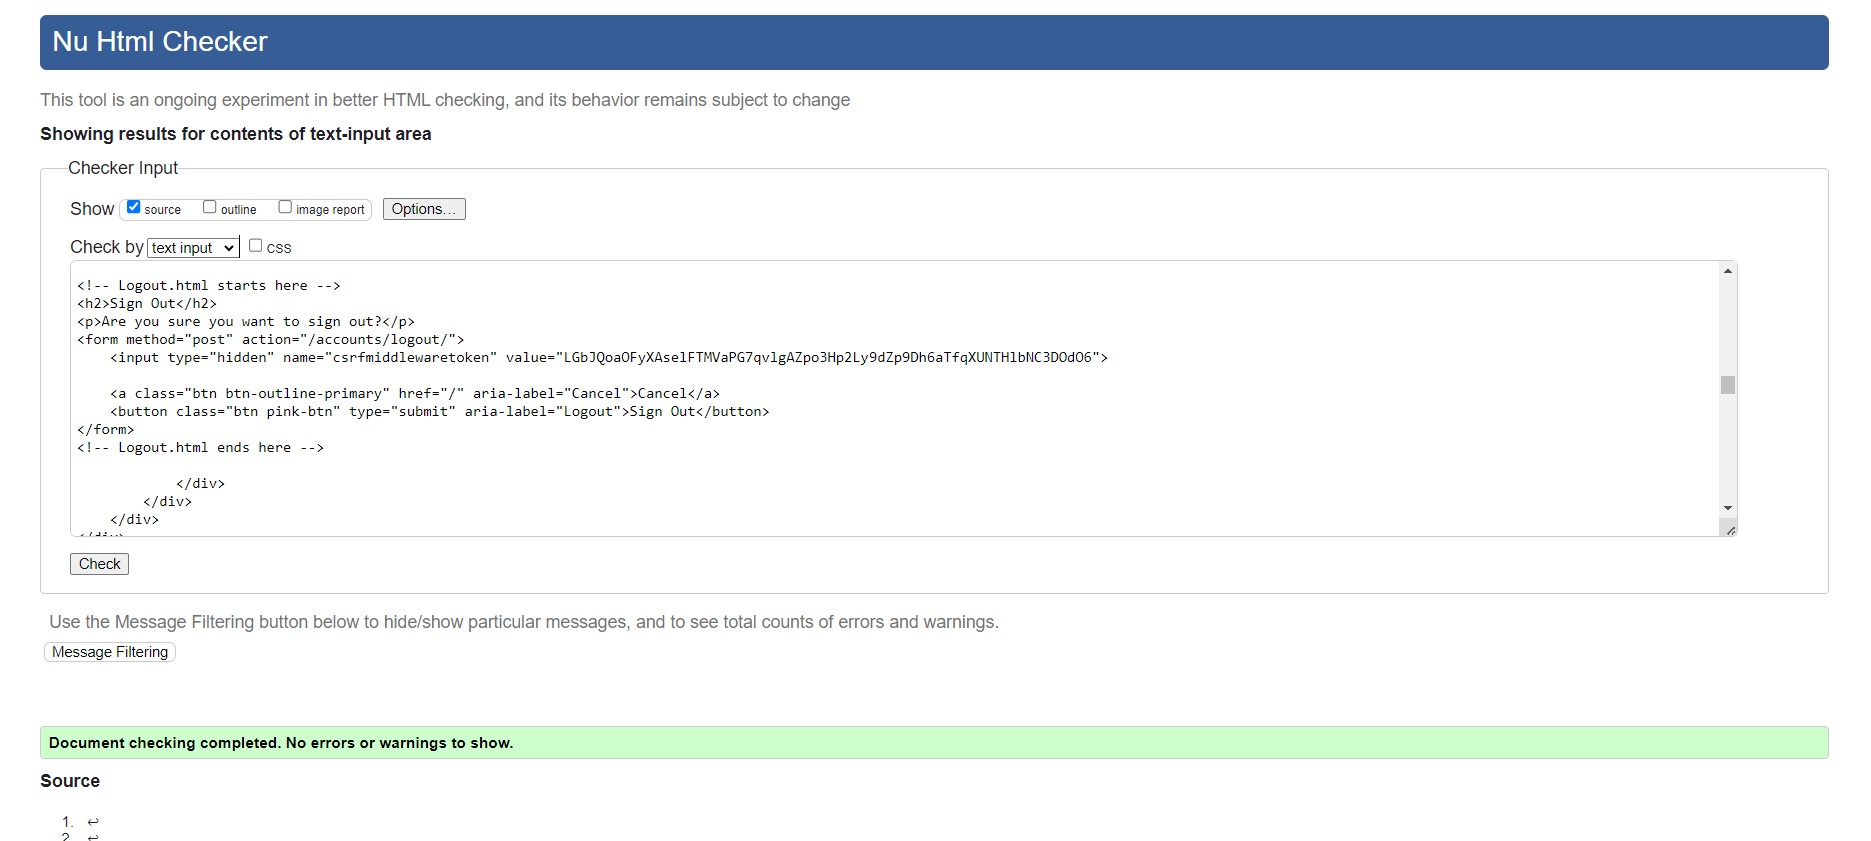 Nu Html Checker
This tool is an ongoing experiment in better HTML checking, and its behavior remains subject to change
Showing results for contents of text-input area
Checker Input
Show source outline image report Options...
Check by text input css
<!-- Logout.html starts here -->
<h2>Sign Out</h2>
<p>Are you sure you want to sign out?</p>
<form method="post" action="/accounts/logout/">
    <input type="hidden" name="csrfmiddlewaretoken" value="LGbJQoaOFyXAselFTMVaPG7qvlgAZpo3Hp2Ly9dZp9Dh6aTfqXUNTHlbNC3DOdO6">
    <a class="btn btn-outline-primary" href="/" aria-label="Cancel">Cancel</a>
    <button class="btn pink-btn" type="submit" aria-label="Logout">Sign Out</button>
</form>
<!-- Logout.html ends here -->
            </div>
        </div>
    </div>
</div>
Check
Use the Message Filtering button below to hide/show particular messages, and to see total counts of errors and warnings.
Message Filtering
Document checking completed. No errors or warnings to show.
Source
1. ↩
2. ↩